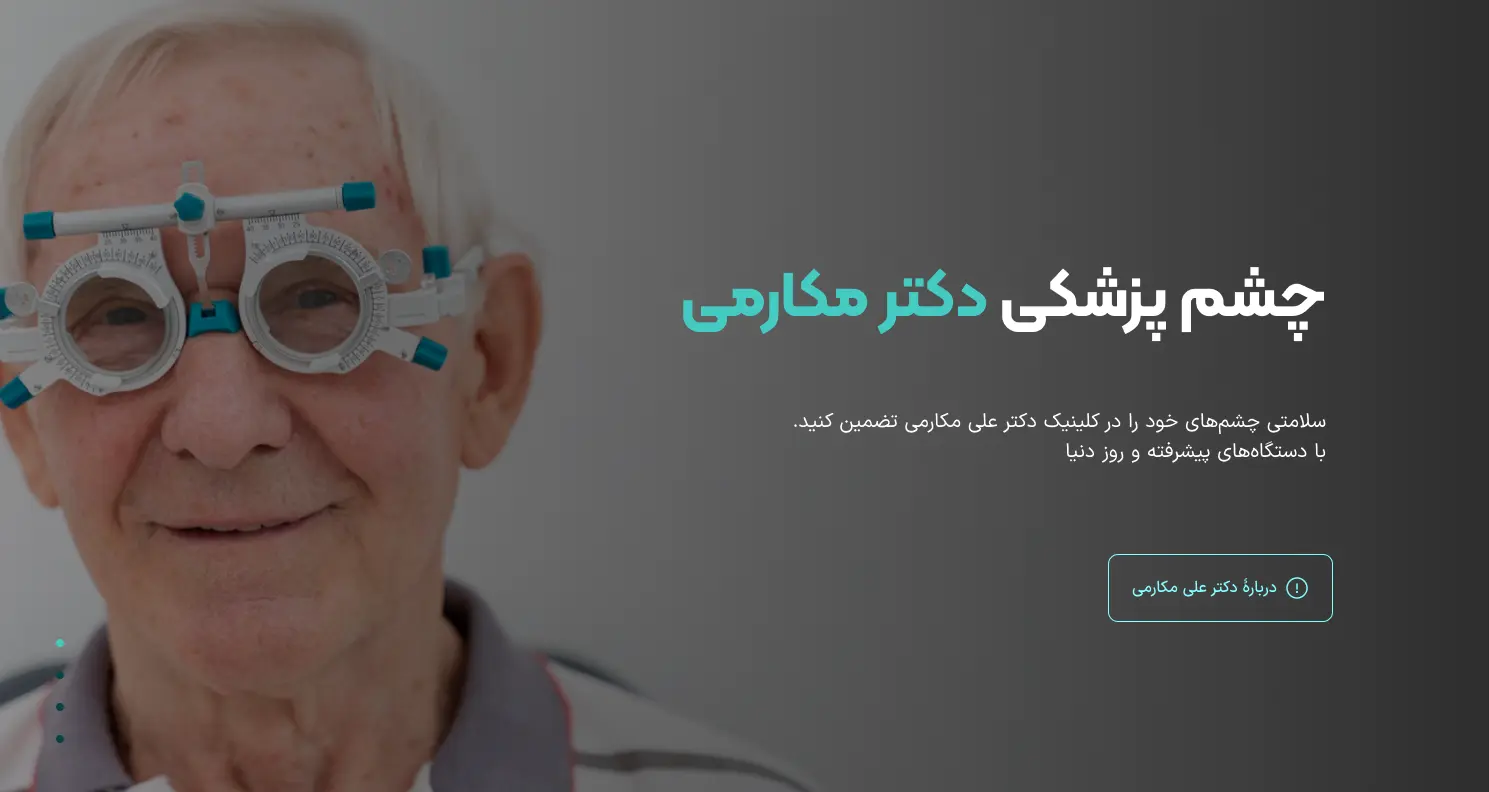 چشم پزشکی دکتر مکارمی
سلامتی چشم‌های خود را در کلینیک دکتر علی مکارمی تضمین کنید.
با دستگاه‌های پیشرفته و روز دنیا
دربارهٔ دکتر علی مکارمی